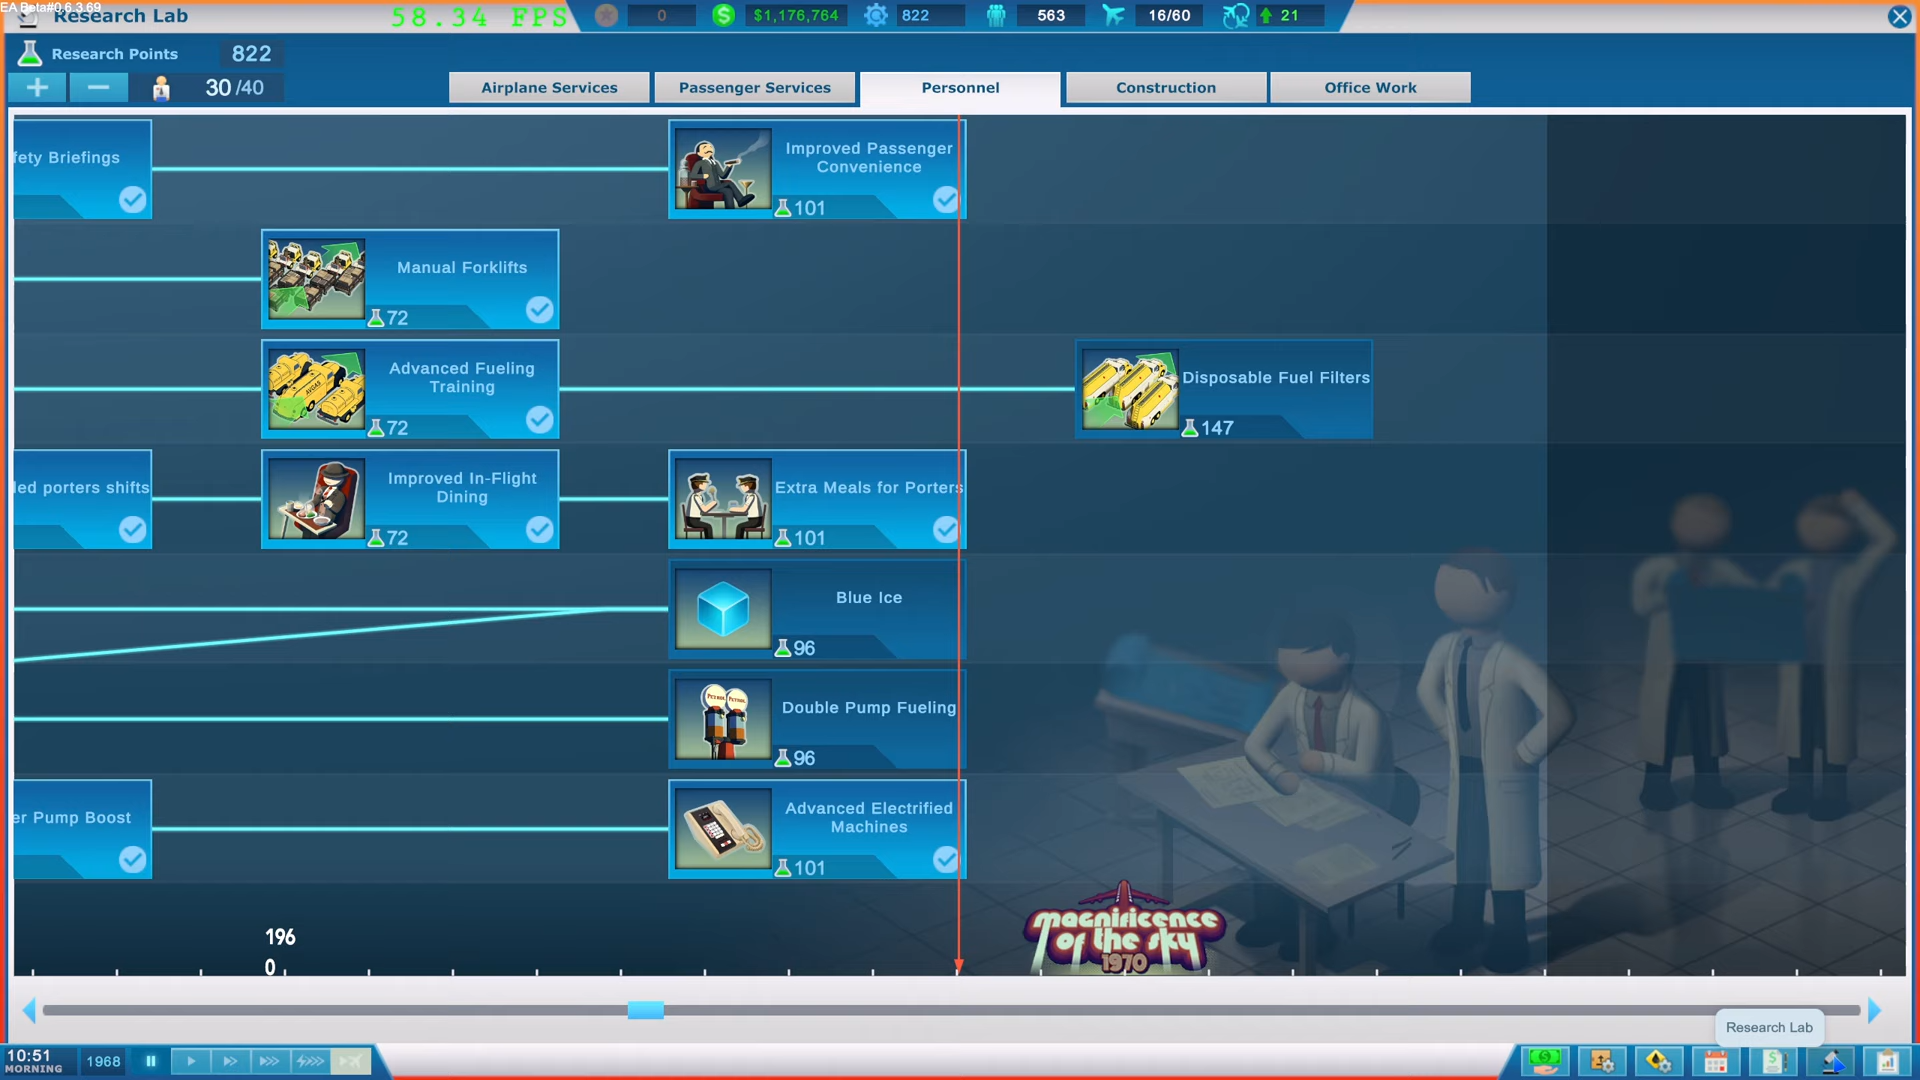 EA Beta#0.6.3.69
Research Lab
58.34 FPS
0
$1,176,764
822
563
16/60
21
Research Points
822
+
−
30/40
Airplane Services
Passenger Services
Personnel
Construction
Office Work
fety Briefings
Improved Passenger
Convenience
101
Manual Forklifts
72
Advanced Fueling
Training
72
Disposable Fuel Filters
147
led porters shifts
Improved In-Flight
Dining
72
Extra Meals for Porters
101
Blue Ice
96
PETROL
PETROL
Double Pump Fueling
96
er Pump Boost
Advanced Electrified
Machines
101
magnificence
of the sky
1970
196
0
Research Lab
10:51
MORNING
1968